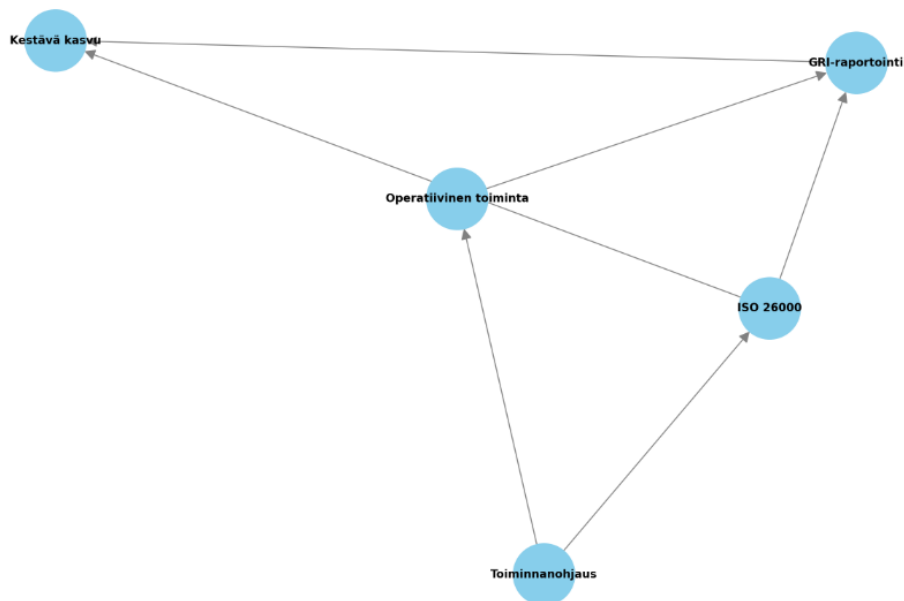 Kestävä kasvu
GRI-raportointi
Operatiivinen toiminta
ISO 26000
Toiminnanohjaus